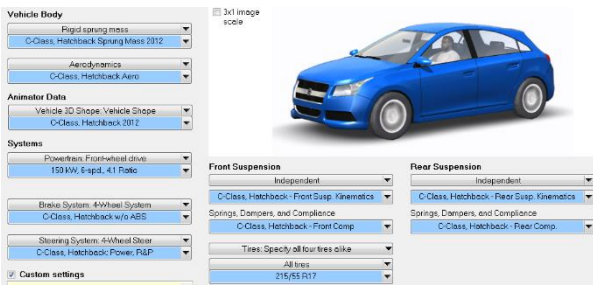 Vehicle Body
Rigid sprung mass
C-Class, Hatchback Sprung Mass 2012
Aerodynamics
C-Class, Hatchback Aero
Animator Data
Vehicle 3D Shape: Vehicle Shape
C-Class, Hatchback 2012
Systems
Powertrain: Front-wheel drive
150 kW, 6-spd., 4.1 Ratio
Brake System: 4-Wheel System
C-Class, Hatchback w/o ABS
Steering System: 4-Wheel Steer
C-Class, Hatchback: Power, R&P
Custom settings
3x1 image
scale
Front Suspension
Independent
C-Class, Hatchback - Front Susp. Kinematics
Springs, Dampers, and Compliance
C-Class, Hatchback - Front Comp
Tires: Specify all four tires alike
All tires
215/55 R17
Rear Suspension
Independent
C-Class, Hatchback - Rear Susp. Kinematics
Springs, Dampers, and Compliance
C-Class, Hatchback - Rear Comp.